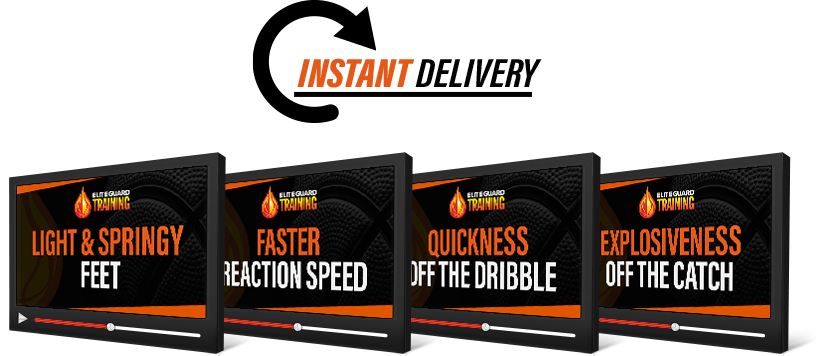 INSTANT DELIVERY
ELITE GUARD
TRAINING
LIGHT & SPRINGY
FEET
ELITE GUARD
TRAINING
FASTER
REACTION SPEED
ELITE GUARD
TRAINING
QUICKNESS
OFF THE DRIBBLE
ELITE GUARD
TRAINING
EXPLOSIVENESS
OFF THE CATCH